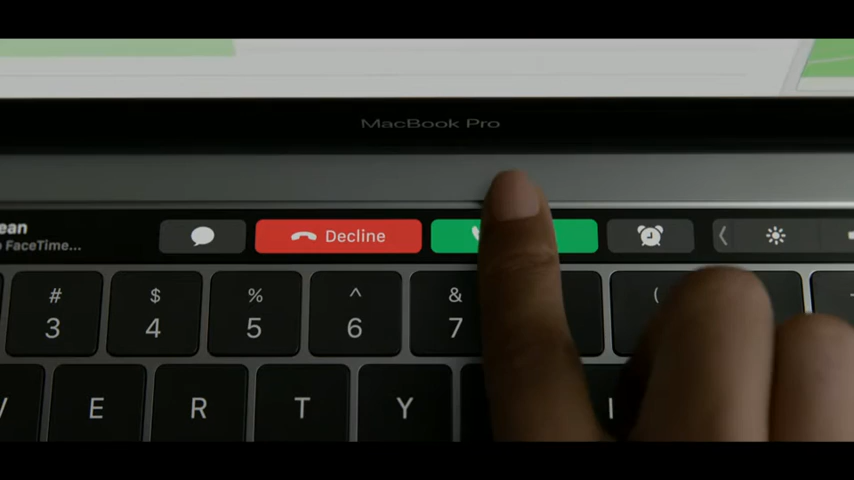 MacBook Pro
ean
FaceTime...
Decline
# $ % ^ & (
3 4 5 6 7
E R T Y I